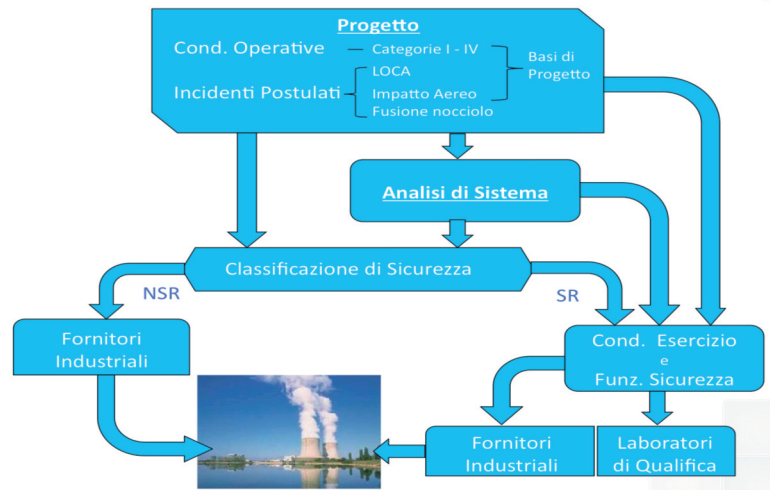 Progetto
Cond. Operative
Categorie I - IV
LOCA
Incidenti Postulati
Impatto Aereo
Fusione nocciolo
Basi di
Progetto
Analisi di Sistema
Classificazione di Sicurezza
NSR
SR
Fornitori
Industriali
Cond. Esercizio
e
Funz. Sicurezza
Fornitori
Industriali
Laboratori
di Qualifica